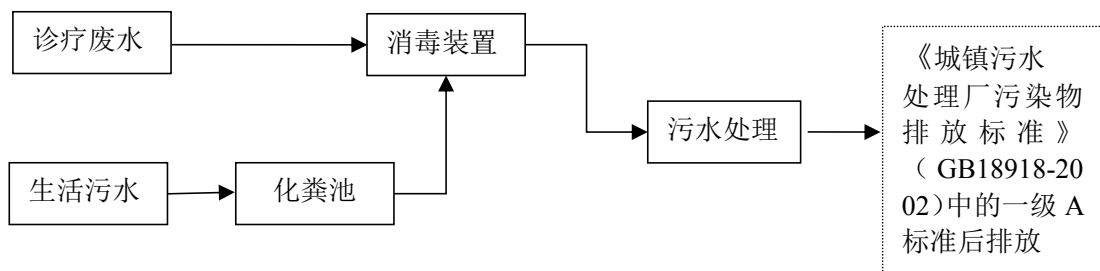 诊疗废水
消毒装置
污水处理
生活污水
化粪池
《城镇污水
处理厂污染物
排放标准》
（GB18918-20
02)中的一级 A
标准后排放